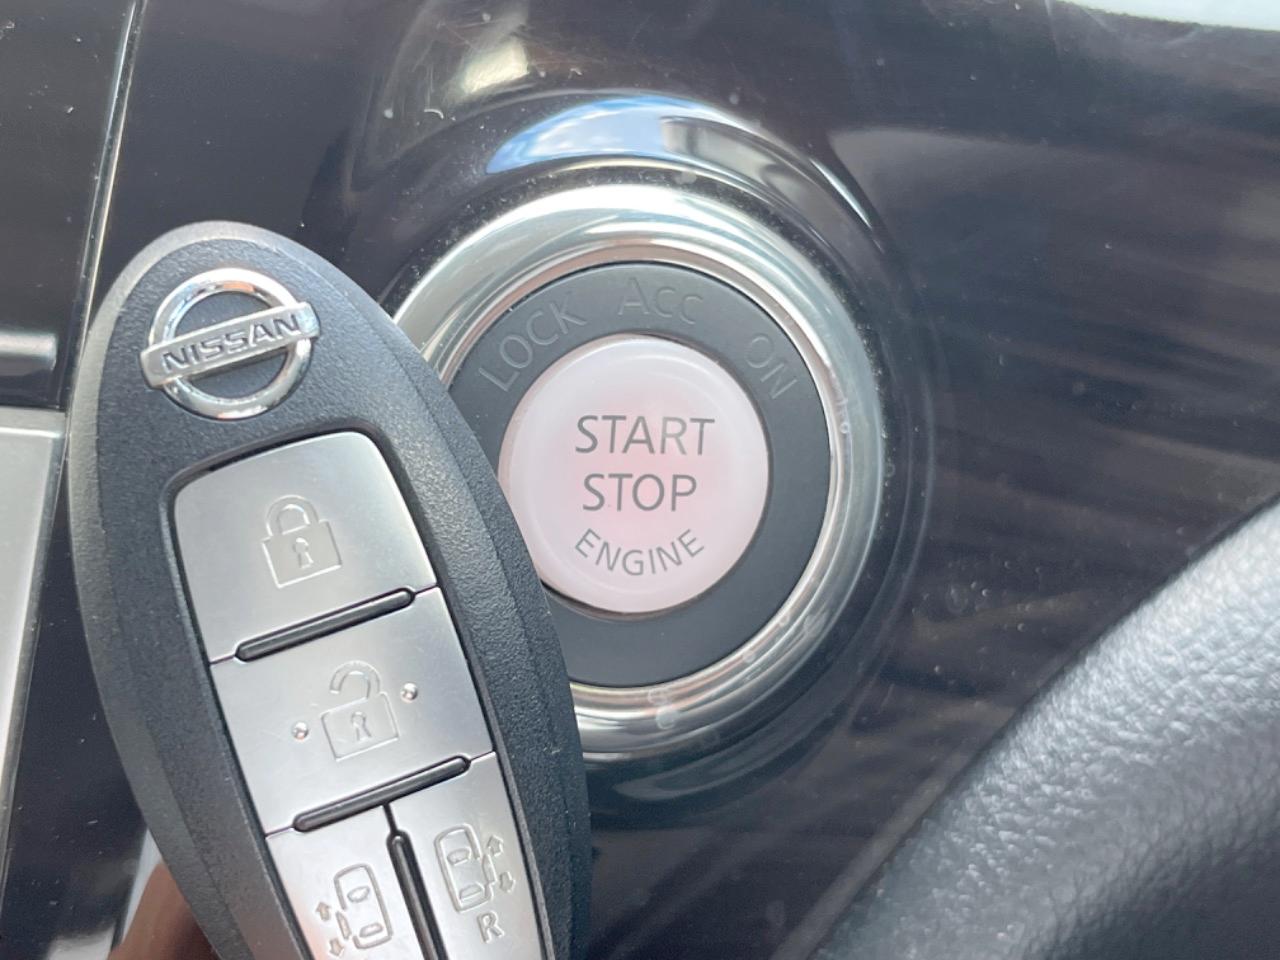 NISSAN
LOCK Acc ON
START
STOP
ENGINE
R